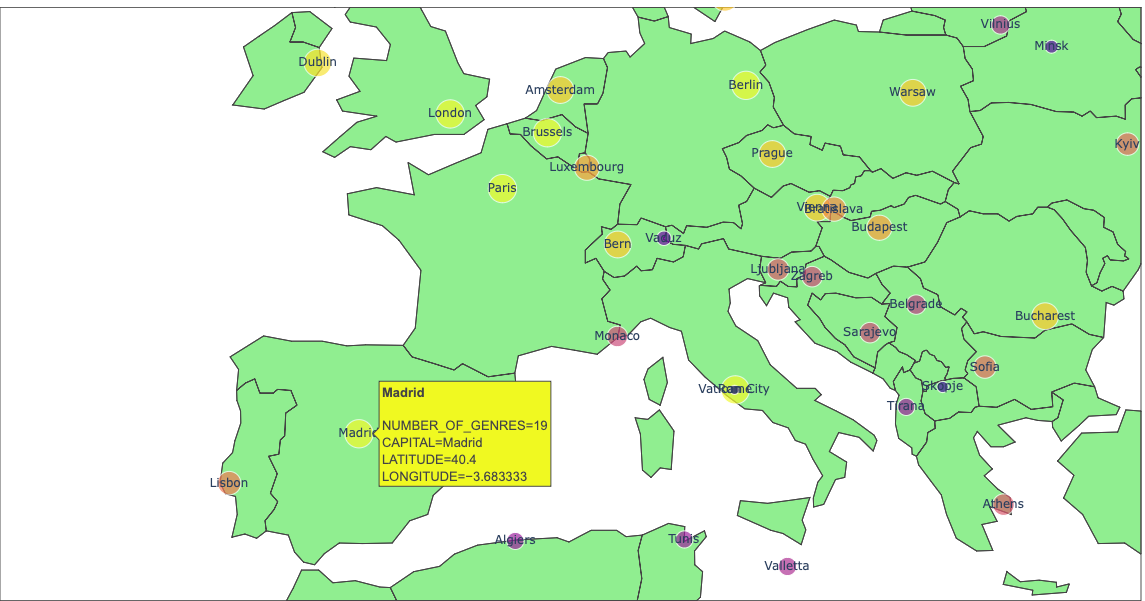 Vilnius
Minsk
Dublin
Berlin
Amsterdam
Warsaw
London
Brussels
Kyiv
Prague
Luxembourg
Paris
Vienna
Bratislava
Budapest
Bern
Vaduz
Ljubljana
Zagreb
Belgrade
Bucharest
Sarajevo
Monaco
Sofia
Skopje
Vatican City
Rome
Tirana
Madrid
Madrid
NUMBER_OF_GENRES=19
CAPITAL=Madrid
LATITUDE=40.4
LONGITUDE=−3.683333
Lisbon
Athens
Algiers
Tunis
Valletta